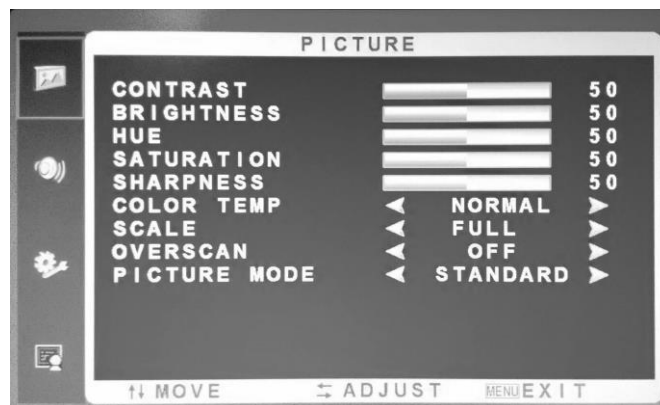 PICTURE
CONTRAST 50
BRIGHTNESS 50
HUE 50
SATURATION 50
SHARPNESS 50
COLOR TEMP NORMAL
SCALE FULL
OVERSCAN OFF
PICTURE MODE STANDARD
MOVE ADJUST MENU EXIT